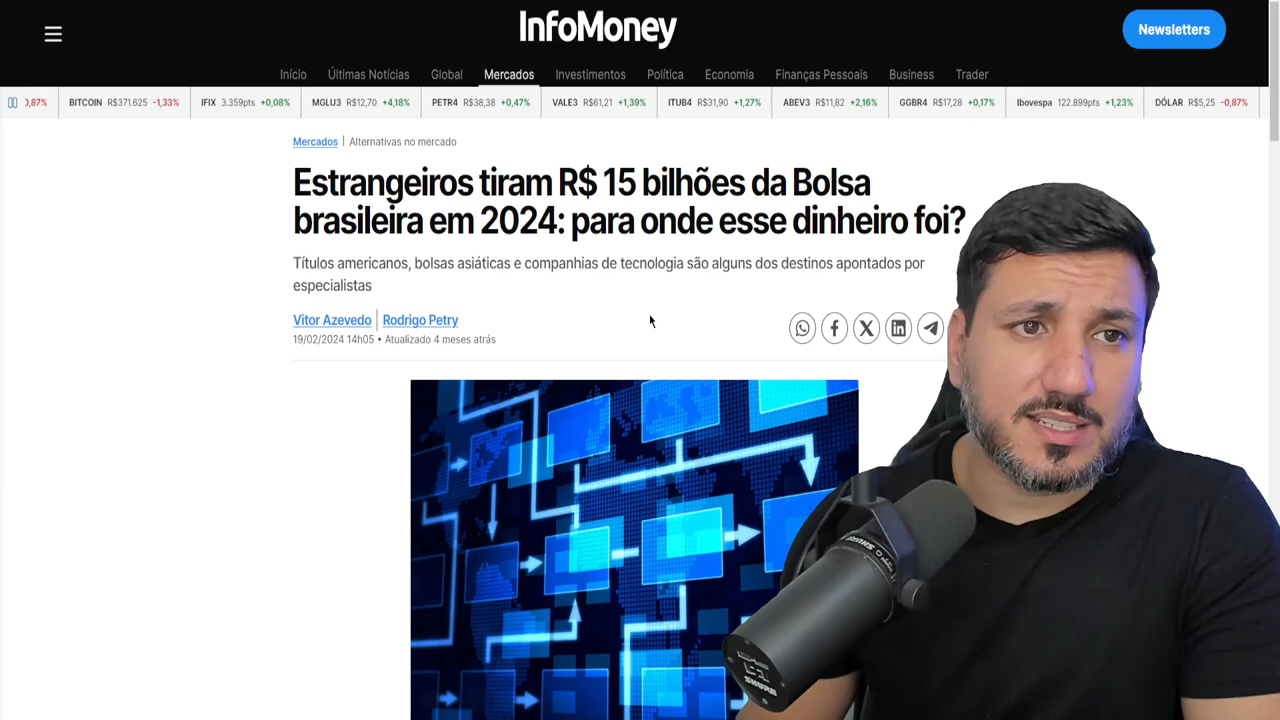 InfoMoney
Newsletters
Início Últimas Notícias Global Mercados Investimentos Política Economia Finanças Pessoais Business Trader
0,87% BITCOIN R$371.625 -1,33% IFIX 3.359pts +0,08% MGLU3 R$12,70 +4,18% PETR4 R$38,38 +0,47% VALE3 R$61,21 +1,39% ITUB4 R$31,90 +1,27% ABEV3 R$11,82 +2,16% GGBR4 R$17,28 +0,17% Ibovespa 122.899pts +1,23% DÓLAR R$5,25 -0,87%
Mercados | Alternativas no mercado
Estrangeiros tiram R$ 15 bilhões da Bolsa
brasileira em 2024: para onde esse dinheiro foi?
Títulos americanos, bolsas asiáticas e companhias de tecnologia são alguns dos destinos apontados por
especialistas
Vitor Azevedo | Rodrigo Petry
19/02/2024 14h05 • Atualizado 4 meses atrás
SHURE
SHURE